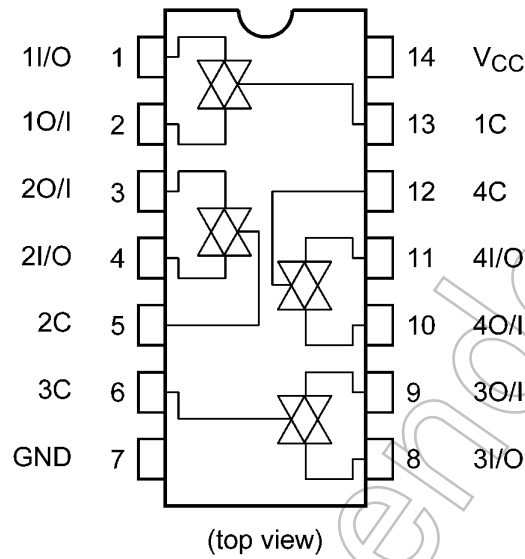 1I/O 1 14 VCC
1O/I 2 13 1C
2O/I 3 12 4C
2I/O 4 11 4I/O
2C 5 10 4O/I
3C 6 9 3O/I
GND 7 8 3I/O
(top view)